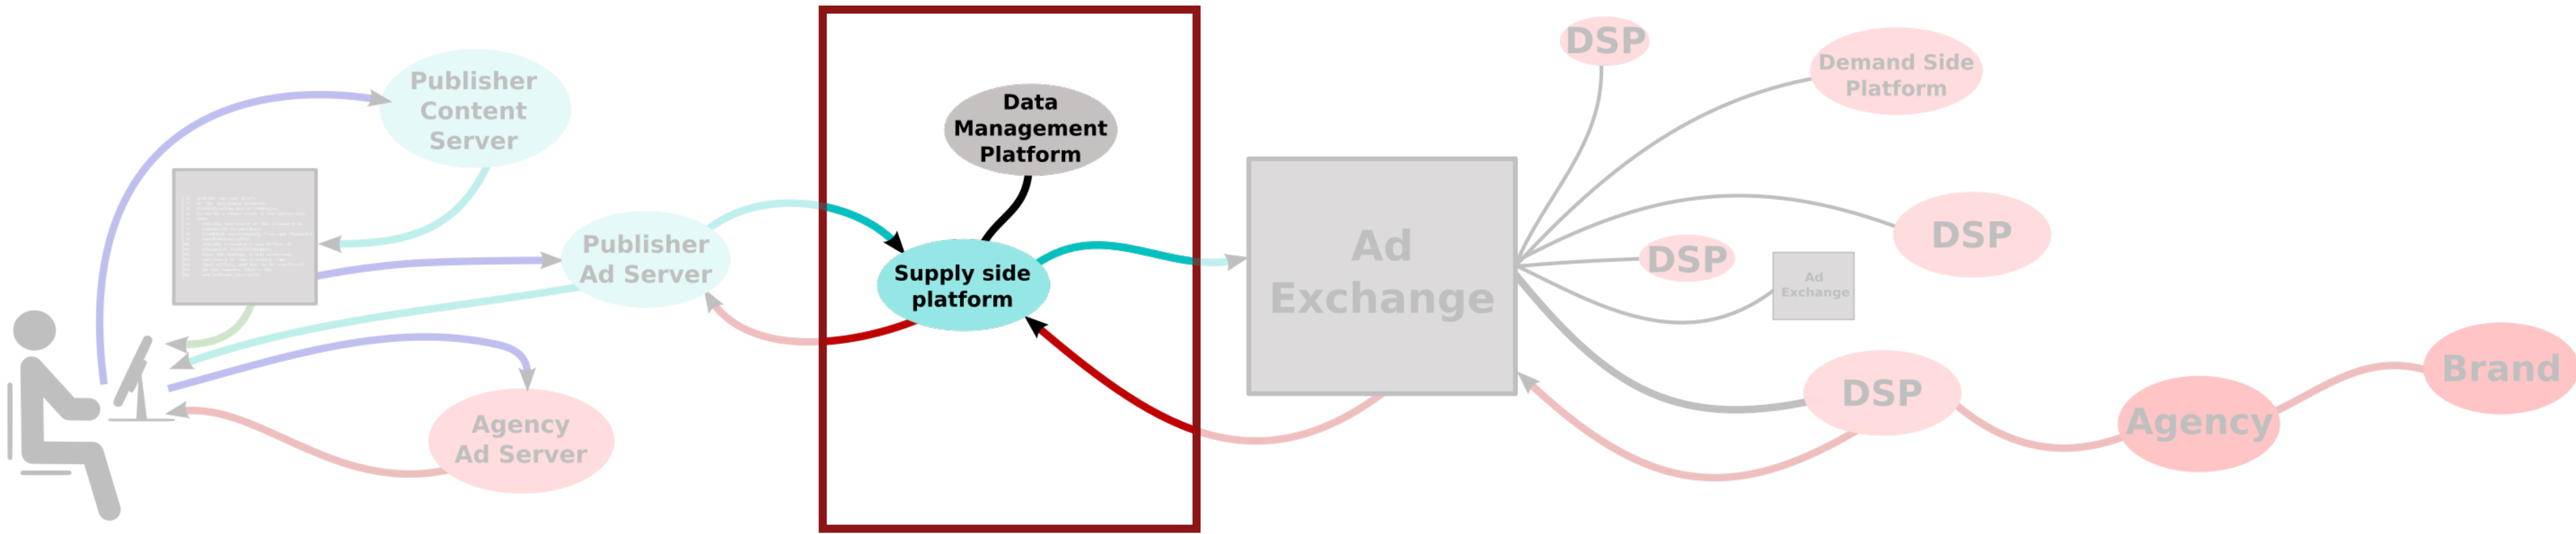 Publisher
Content
Server
Publisher
Ad Server
Agency
Ad Server
Data
Management
Platform
Supply side
platform
Ad
Exchange
DSP
Demand Side
Platform
DSP
DSP
Ad
Exchange
DSP
Agency
Brand